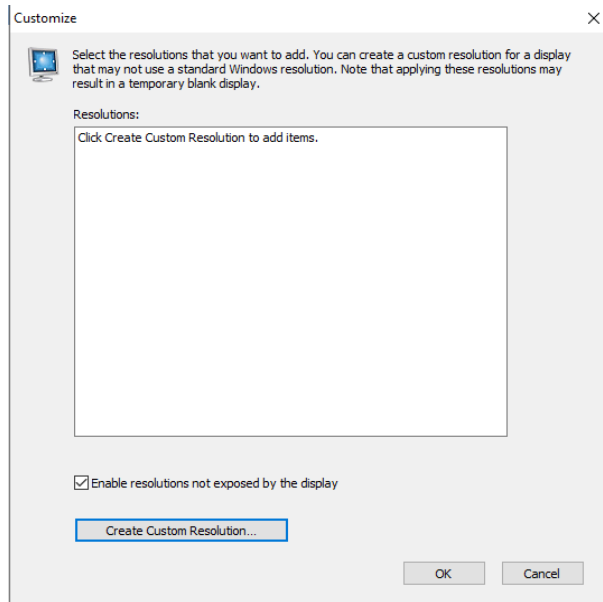 Customize
Select the resolutions that you want to add. You can create a custom resolution for a display
that may not use a standard Windows resolution. Note that applying these resolutions may
result in a temporary blank display.
Resolutions:
Click Create Custom Resolution to add items.
Enable resolutions not exposed by the display
Create Custom Resolution...
OK
Cancel